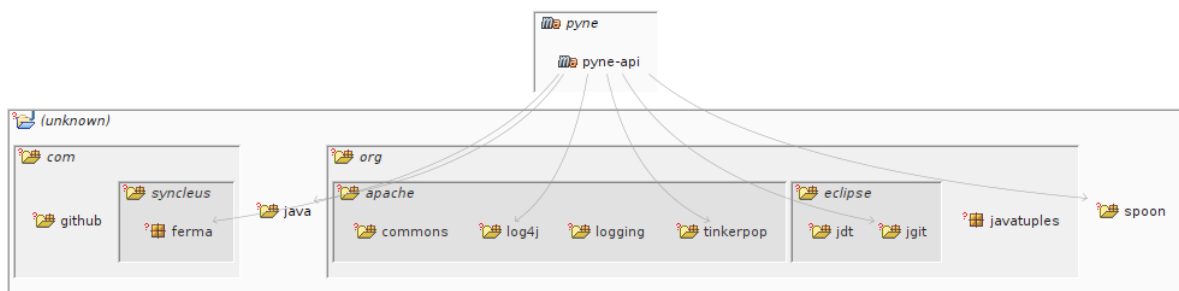 pyne
pyne-api
(unknown)
com
org
syncleus
apache
eclipse
github
ferma
java
commons
log4j
logging
tinkerpop
jdt
jgit
javatuples
spoon